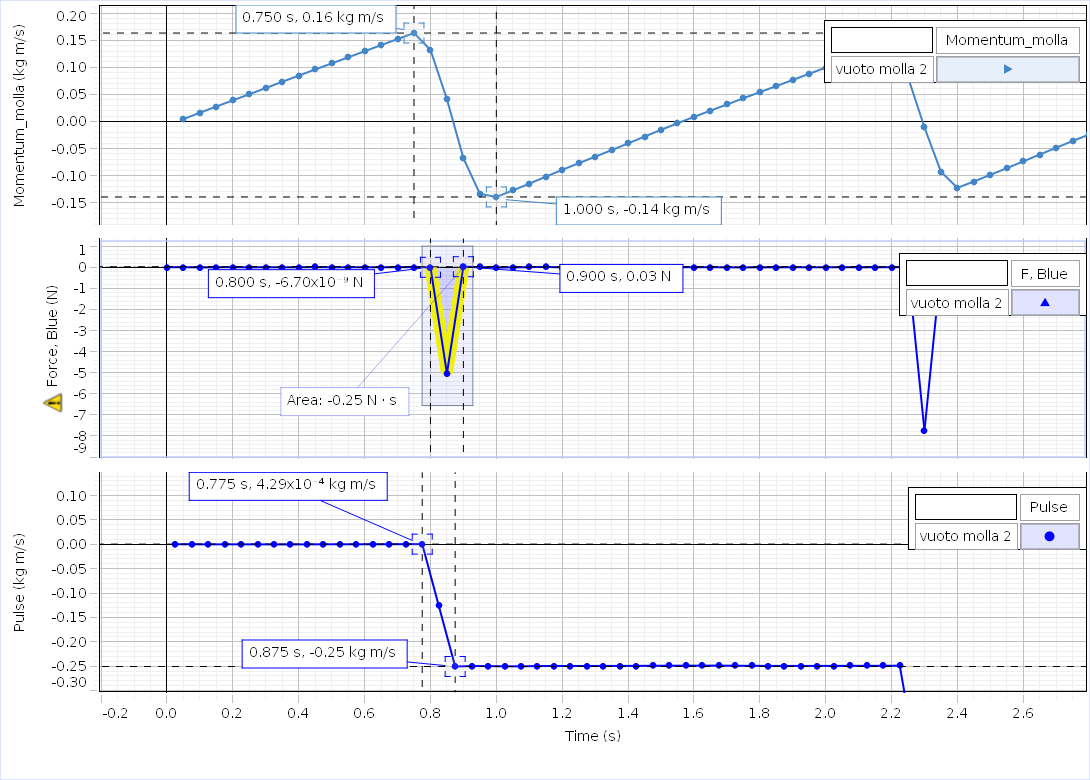 Momentum_molla (kg m/s)
0.20
0.15
0.10
0.05
0.00
-0.05
-0.10
-0.15
0.750 s, 0.16 kg m/s
1.000 s, -0.14 kg m/s
Momentum_molla
vuoto molla 2
Force, Blue (N)
1
0
-1
-2
-3
-4
-5
-6
-7
-8
-9
0.800 s, -6.70x10⁻⁹ N
0.900 s, 0.03 N
Area: -0.25 N · s
F, Blue
vuoto molla 2
Pulse (kg m/s)
0.10
0.05
0.00
-0.05
-0.10
-0.15
-0.20
-0.25
-0.30
0.775 s, 4.29x10⁻⁴ kg m/s
0.875 s, -0.25 kg m/s
Pulse
vuoto molla 2
-0.2 0.0 0.2 0.4 0.6 0.8 1.0 1.2 1.4 1.6 1.8 2.0 2.2 2.4 2.6
Time (s)